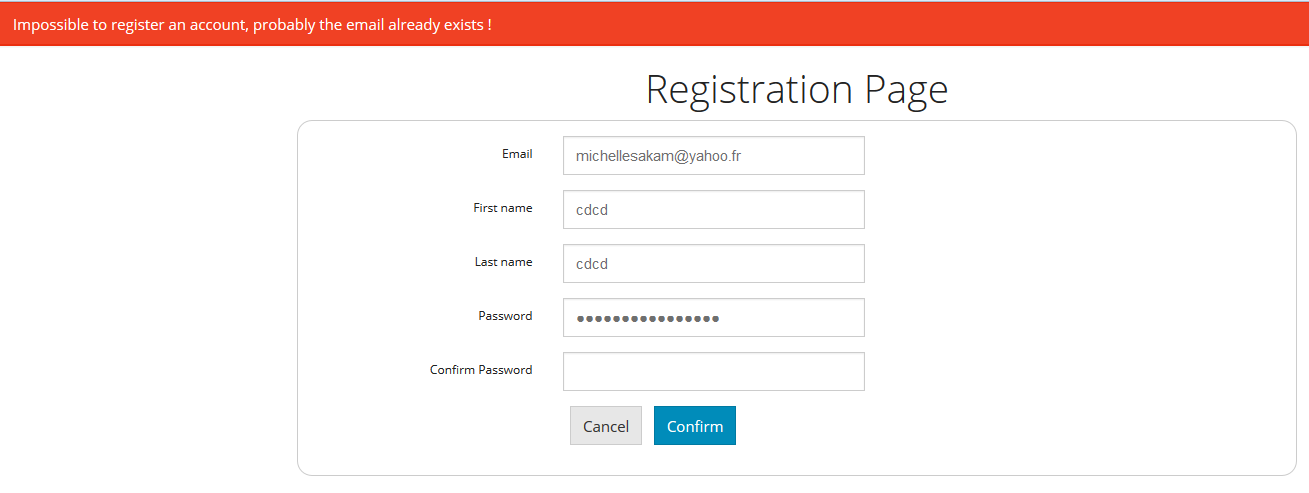 Impossible to register an account, probably the email already exists !
Registration Page
Email
michellesakam@yahoo.fr
First name
cdcd
Last name
cdcd
Password
●●●●●●●●●●●●●●●●
Confirm Password
Cancel Confirm